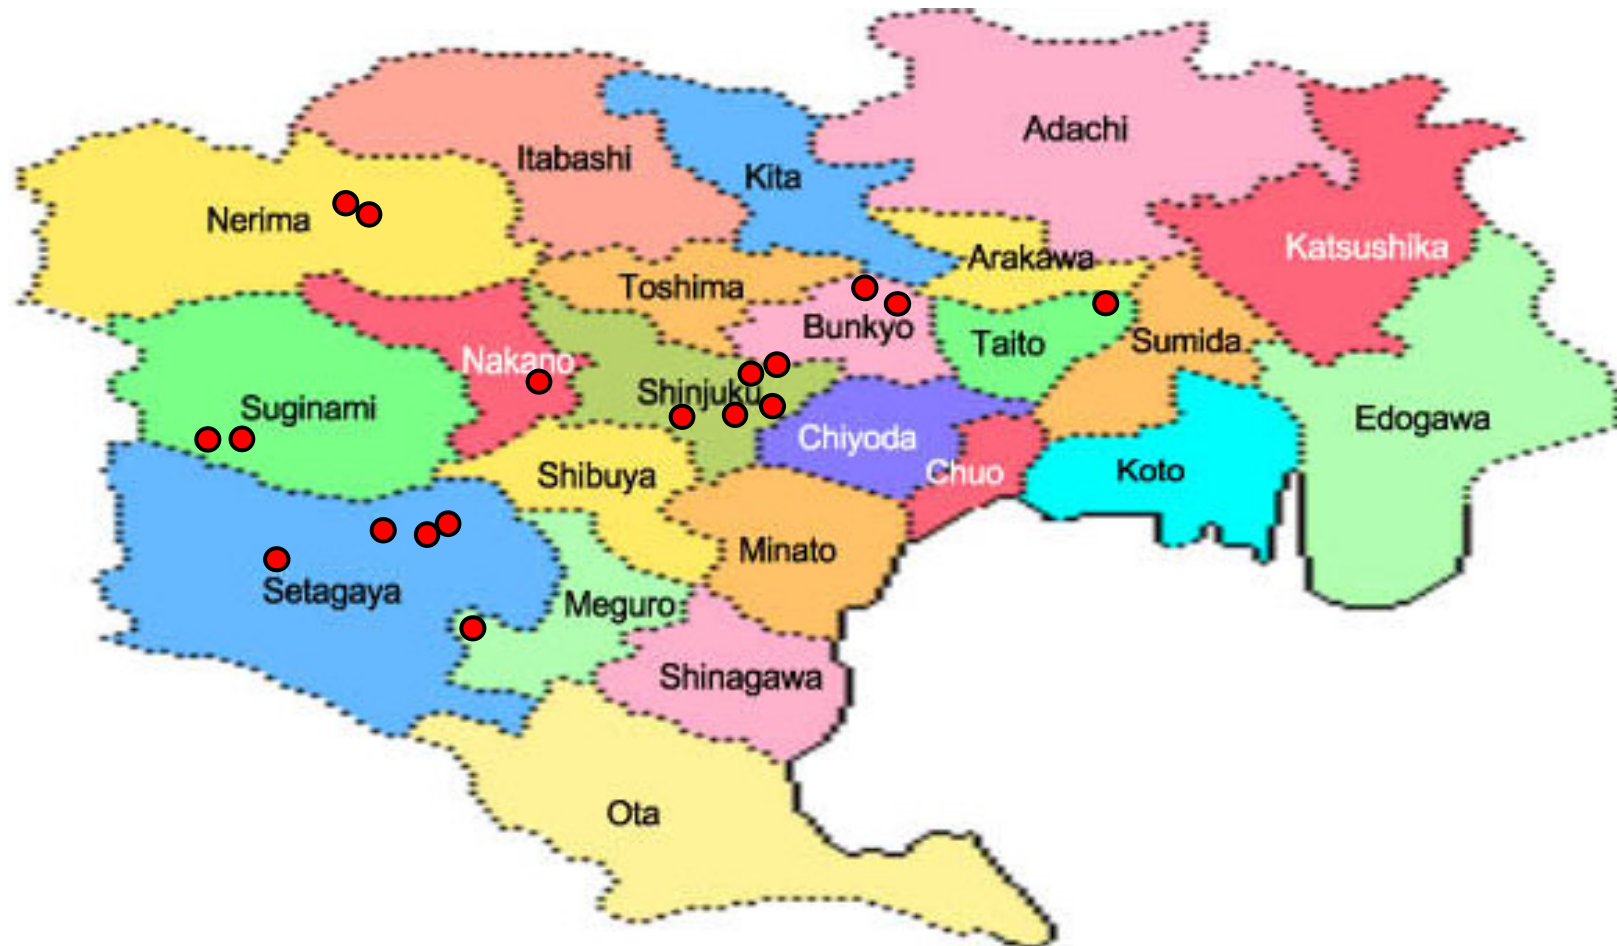 Adachi
Itabashi
Kita
Nerima
Katsushika
Arakawa
Toshima
Bunkyo
Taito
Sumida
Nakano
Shinjuku
Suginami
Edogawa
Chiyoda
Chuo
Koto
Shibuya
Minato
Setagaya
Meguro
Shinagawa
Ota